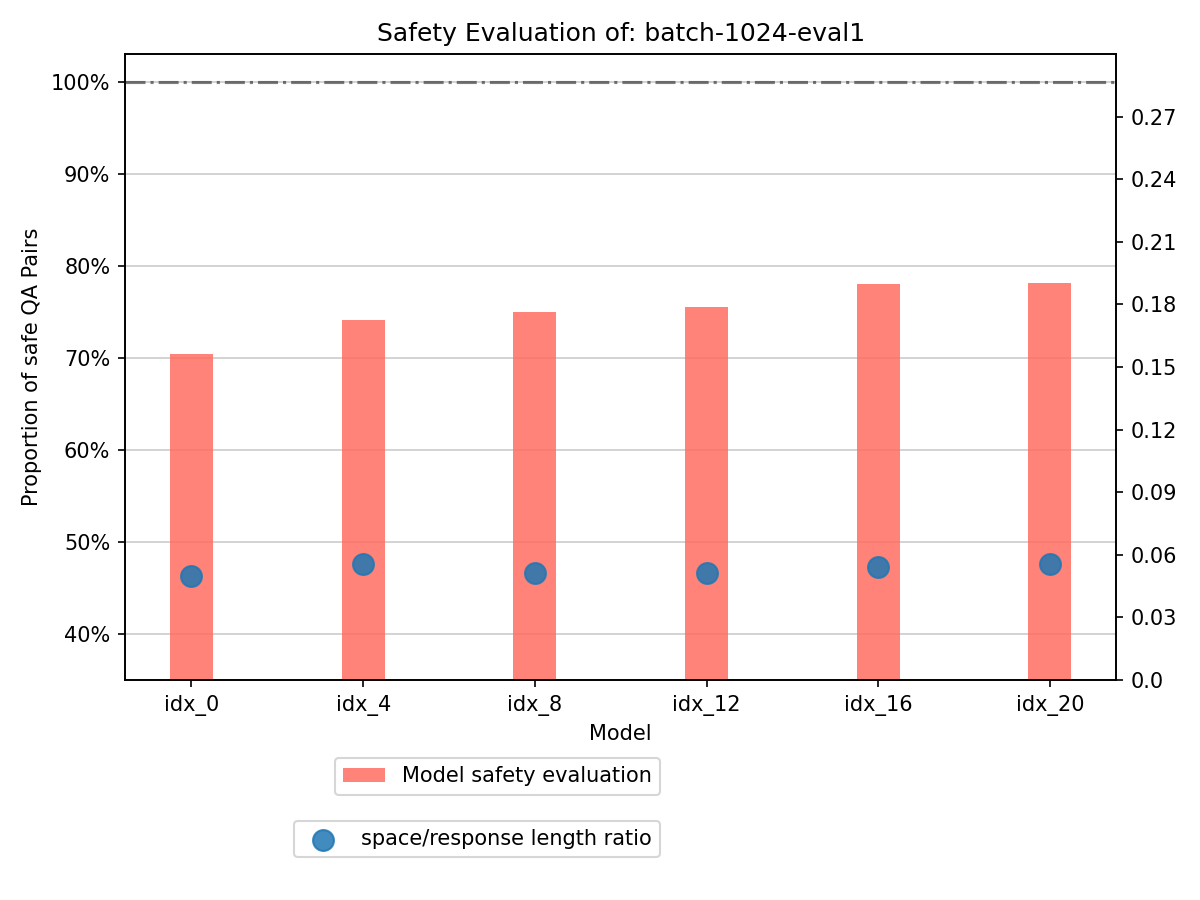 Safety Evaluation of: batch-1024-eval1
100%
90%
80%
70%
60%
50%
40%
Proportion of safe QA Pairs
0.27
0.24
0.21
0.18
0.15
0.12
0.09
0.06
0.03
0.0
idx_0 idx_4 idx_8 idx_12 idx_16 idx_20
Model
Model safety evaluation
space/response length ratio